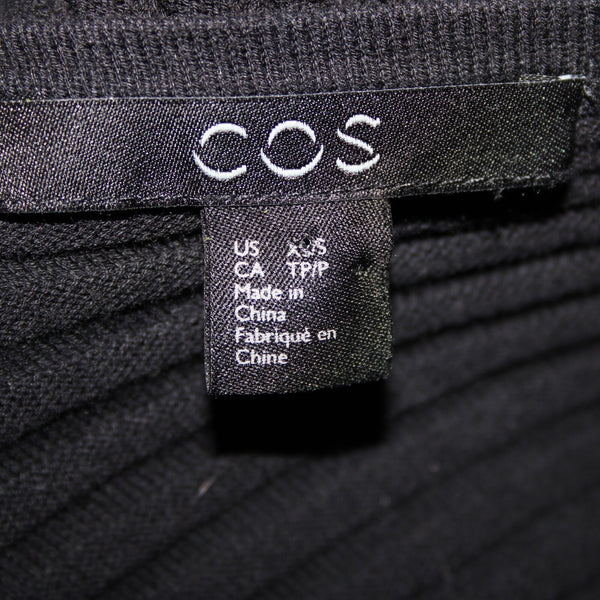 COS
US XS/S
CA TP/P
Made in
China
Fabriqué en
Chine